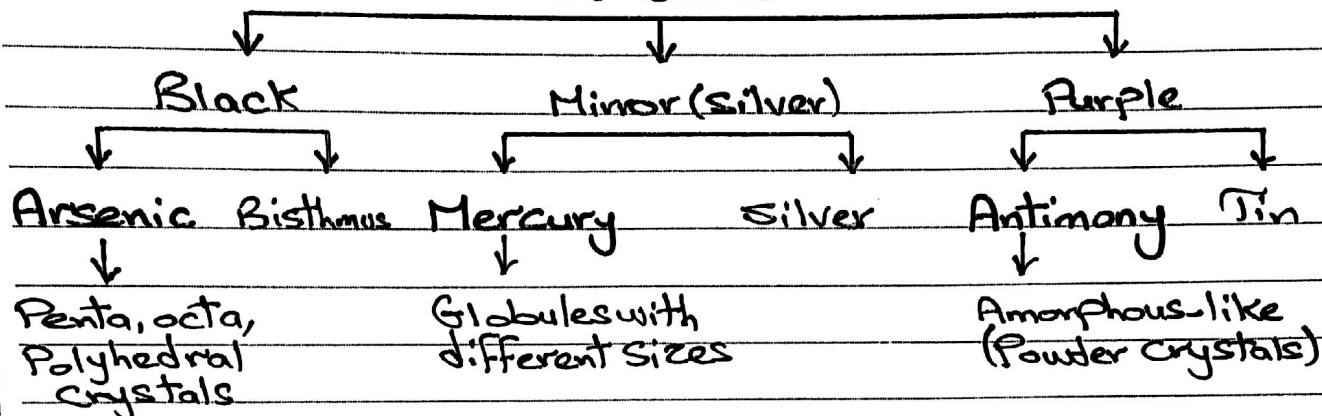 Black Minor (silver) Purple
Arsenic Bisthmus Mercury Silver Antimony Tin
Penta, octa, Globules with Amorphous-like
Polyhedral different sizes (Powder crystals)
crystals